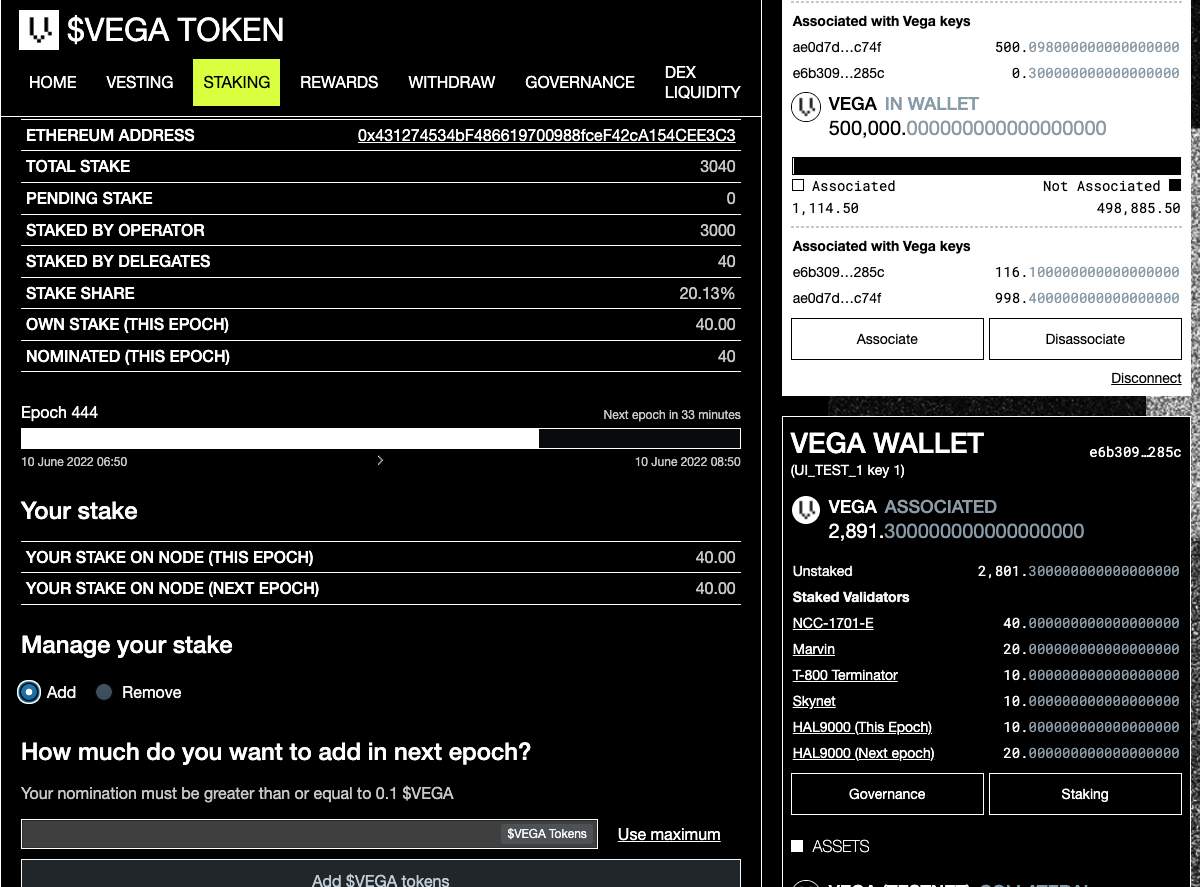 $VEGA TOKEN
HOME VESTING STAKING REWARDS WITHDRAW GOVERNANCE DEX LIQUIDITY
ETHEREUM ADDRESS 0x431274534bF486619700988fceF42cA154CEE3C3
TOTAL STAKE 3040
PENDING STAKE 0
STAKED BY OPERATOR 3000
STAKED BY DELEGATES 40
STAKE SHARE 20.13%
OWN STAKE (THIS EPOCH) 40.00
NOMINATED (THIS EPOCH) 40
Epoch 444 Next epoch in 33 minutes
10 June 2022 06:50 10 June 2022 08:50
Your stake
YOUR STAKE ON NODE (THIS EPOCH) 40.00
YOUR STAKE ON NODE (NEXT EPOCH) 40.00
Manage your stake
Add Remove
How much do you want to add in next epoch?
Your nomination must be greater than or equal to 0.1 $VEGA
$VEGA Tokens Use maximum
Add $VEGA tokens
Associated with Vega keys
ae0d7d…c74f 500.098000000000000000
e6b309…285c 0.300000000000000000
VEGA IN WALLET
500,000.000000000000000000
Associated Not Associated
1,114.50 498,885.50
Associated with Vega keys
e6b309…285c 116.100000000000000000
ae0d7d…c74f 998.400000000000000000
Associate Disassociate
Disconnect
VEGA WALLET e6b309…285c
(UI_TEST_1 key 1)
VEGA ASSOCIATED
2,891.300000000000000000
Unstaked 2,801.300000000000000000
Staked Validators
NCC-1701-E 40.000000000000000000
Marvin 20.000000000000000000
T-800 Terminator 10.000000000000000000
Skynet 10.000000000000000000
HAL9000 (This Epoch) 10.000000000000000000
HAL9000 (Next epoch) 20.000000000000000000
Governance Staking
ASSETS